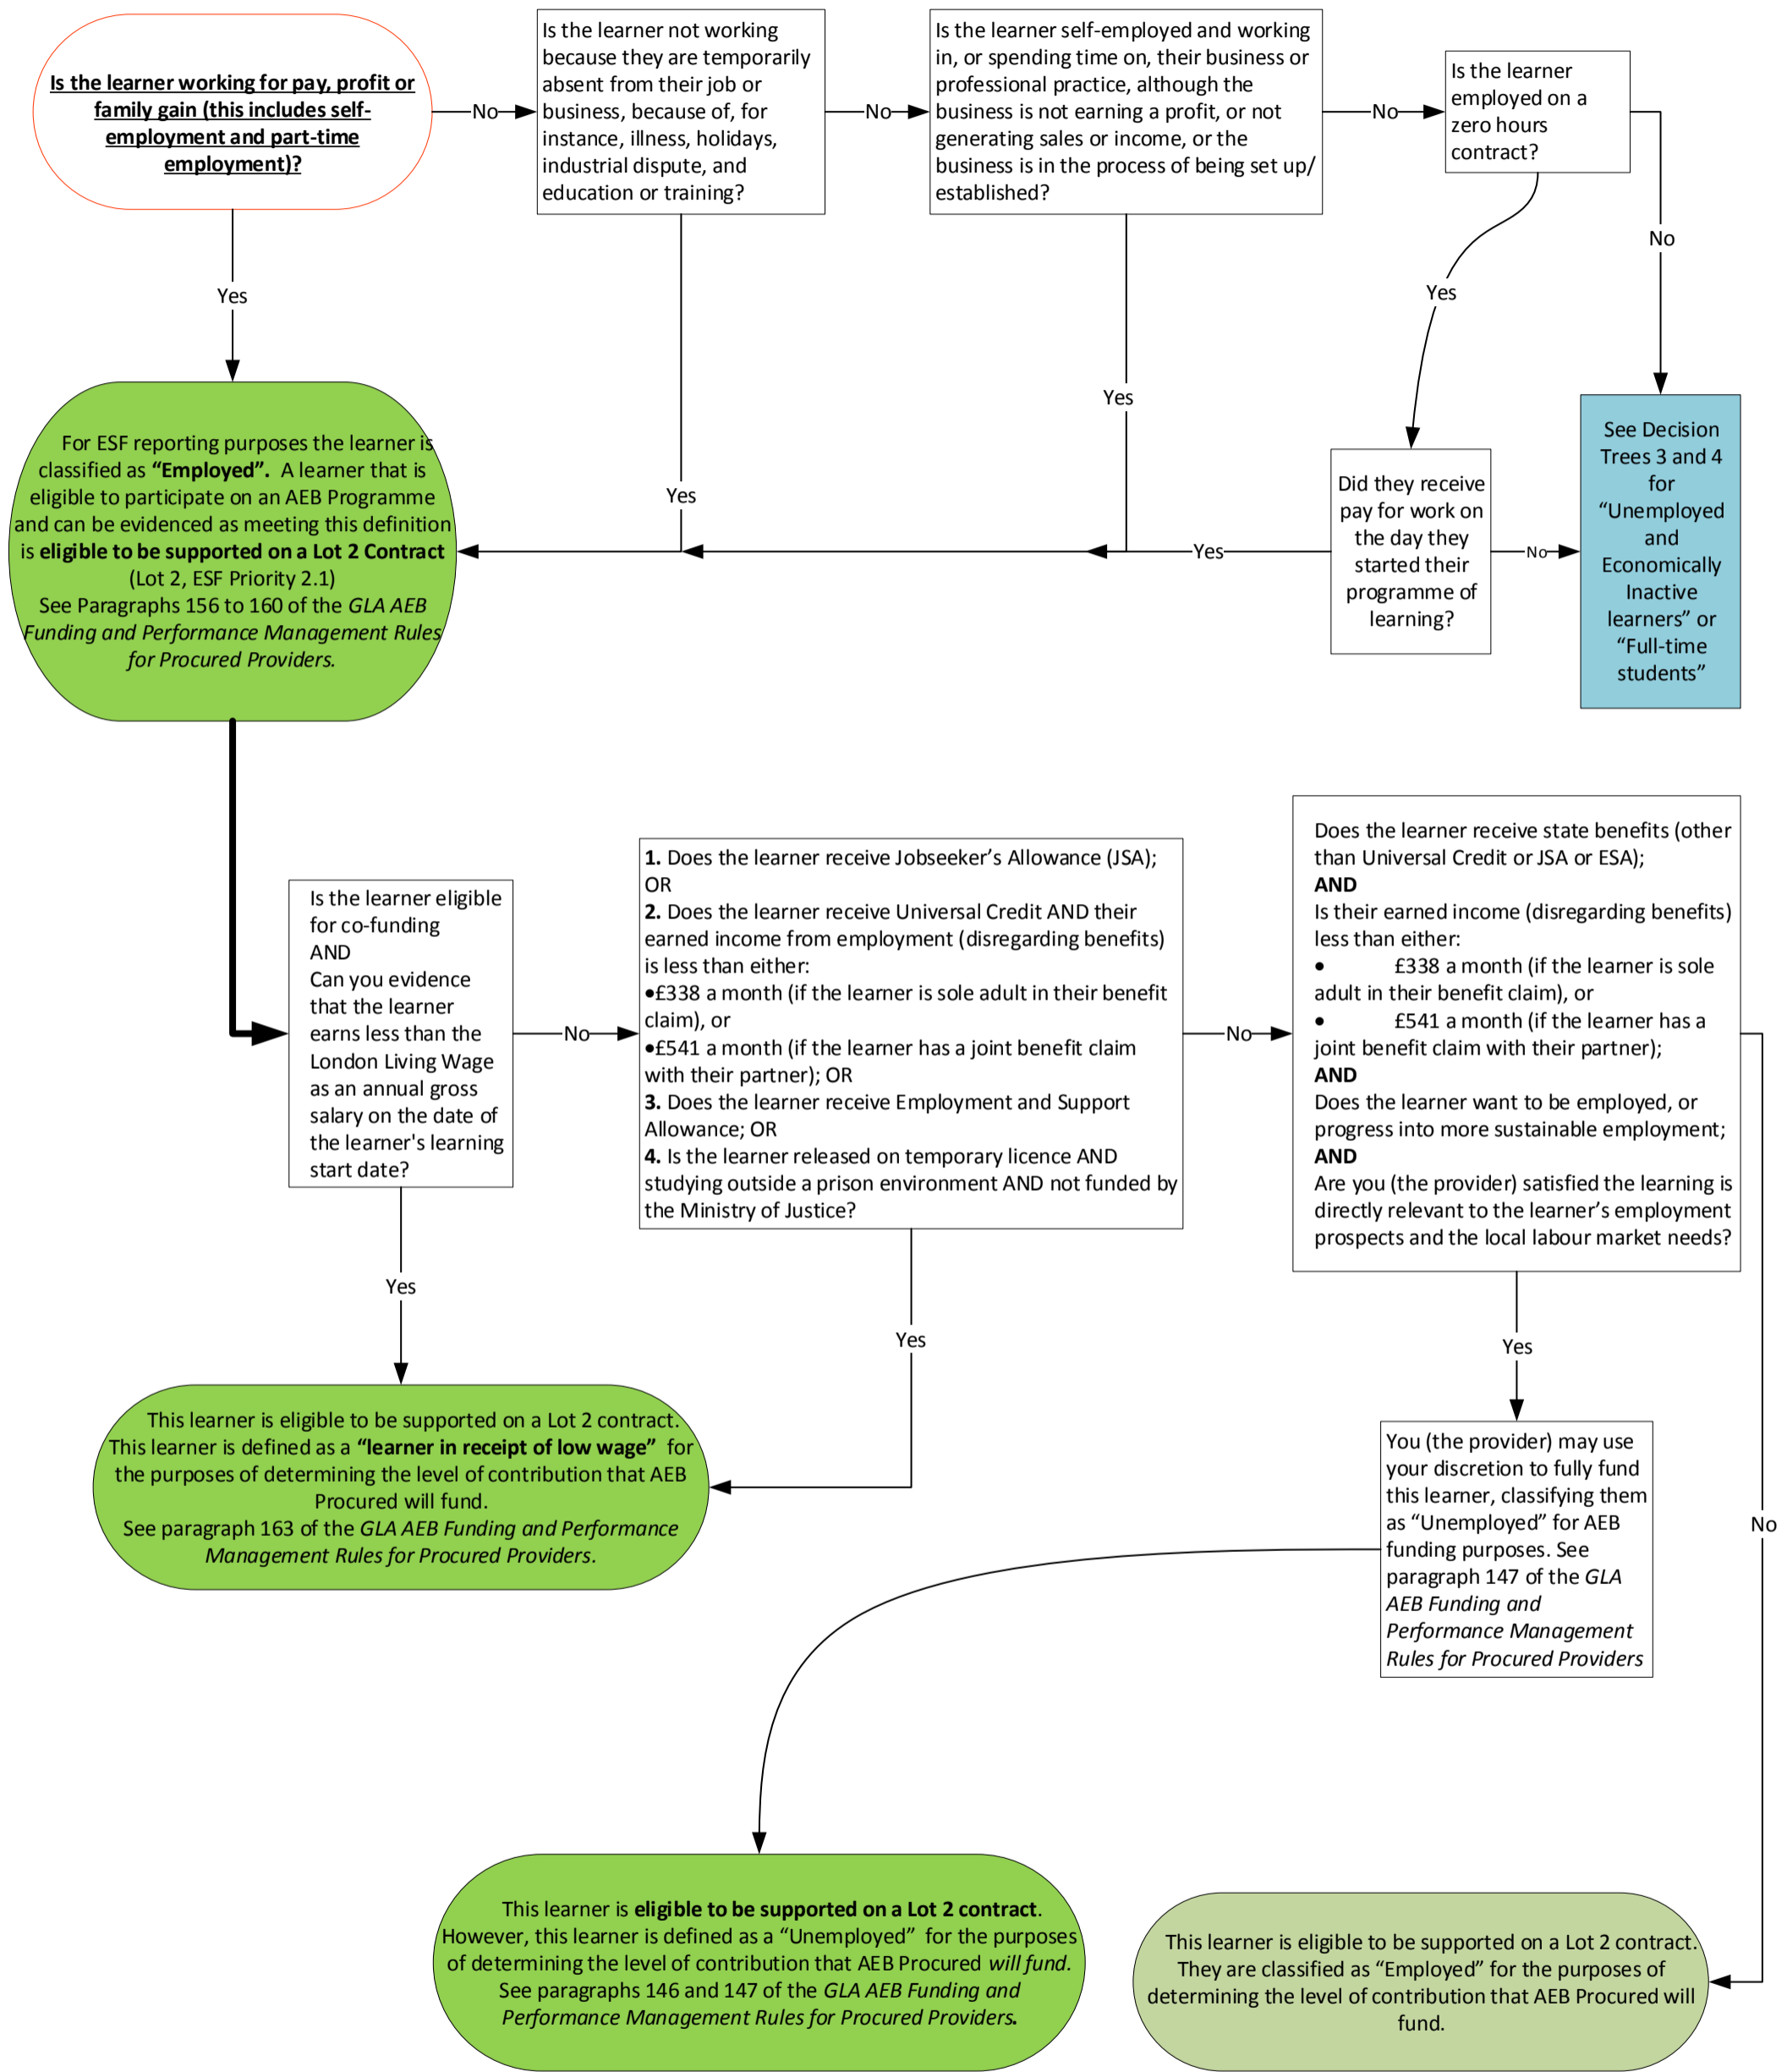 Is the learner working for pay, profit or
family gain (this includes self-
employment and part-time
employment)?
No
Is the learner not working
because they are temporarily
absent from their job or
business, because of, for
instance, illness, holidays,
industrial dispute, and
education or training?
No
Is the learner self-employed and working
in, or spending time on, their business or
professional practice, although the
business is not earning a profit, or not
generating sales or income, or the
business is in the process of being set up/
established?
No
Is the learner
employed on a
zero hours
contract?
No
Yes
Yes
Yes
Yes
For ESF reporting purposes the learner is
classified as “Employed”. A learner that is
eligible to participate on an AEB Programme
and can be evidenced as meeting this definition
is eligible to be supported on a Lot 2 Contract
(Lot 2, ESF Priority 2.1)
See Paragraphs 156 to 160 of the GLA AEB
Funding and Performance Management Rules
for Procured Providers.
Yes
Did they receive
pay for work on
the day they
started their
programme of
learning?
No
See Decision
Trees 3 and 4
for
“Unemployed
and
Economically
Inactive
learners” or
“Full-time
students”
Is the learner eligible
for co-funding
AND
Can you evidence
that the learner
earns less than the
London Living Wage
as an annual gross
salary on the date of
the learner's learning
start date?
No
1. Does the learner receive Jobseeker’s Allowance (JSA);
OR
2. Does the learner receive Universal Credit AND their
earned income from employment (disregarding benefits)
is less than either:
•£338 a month (if the learner is sole adult in their benefit
claim), or
•£541 a month (if the learner has a joint benefit claim
with their partner); OR
3. Does the learner receive Employment and Support
Allowance; OR
4. Is the learner released on temporary licence AND
studying outside a prison environment AND not funded by
the Ministry of Justice?
No
Does the learner receive state benefits (other
than Universal Credit or JSA or ESA);
AND
Is their earned income (disregarding benefits)
less than either:
• £338 a month (if the learner is sole
adult in their benefit claim), or
• £541 a month (if the learner has a
joint benefit claim with their partner);
AND
Does the learner want to be employed, or
progress into more sustainable employment;
AND
Are you (the provider) satisfied the learning is
directly relevant to the learner’s employment
prospects and the local labour market needs?
Yes
Yes
Yes
No
This learner is eligible to be supported on a Lot 2 contract.
This learner is defined as a “learner in receipt of low wage” for
the purposes of determining the level of contribution that AEB
Procured will fund.
See paragraph 163 of the GLA AEB Funding and Performance
Management Rules for Procured Providers.
You (the provider) may use
your discretion to fully fund
this learner, classifying them
as “Unemployed” for AEB
funding purposes. See
paragraph 147 of the GLA
AEB Funding and
Performance Management
Rules for Procured Providers
This learner is eligible to be supported on a Lot 2 contract.
However, this learner is defined as a “Unemployed” for the purposes
of determining the level of contribution that AEB Procured will fund.
See paragraphs 146 and 147 of the GLA AEB Funding and
Performance Management Rules for Procured Providers.
This learner is eligible to be supported on a Lot 2 contract.
They are classified as “Employed” for the purposes of
determining the level of contribution that AEB Procured will
fund.